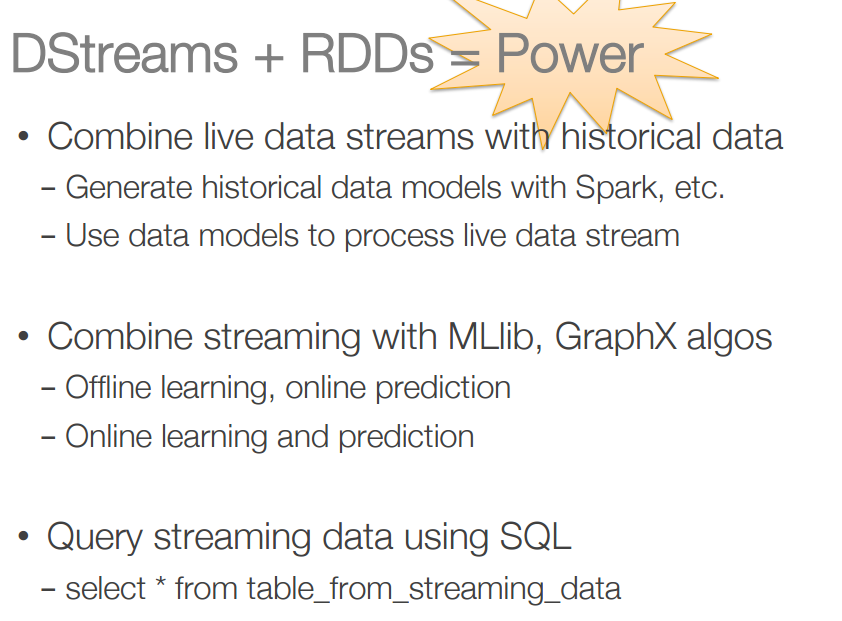 DStreams + RDDs = Power
• Combine live data streams with historical data
– Generate historical data models with Spark, etc.
– Use data models to process live data stream
• Combine streaming with MLlib, GraphX algos
– Offline learning, online prediction
– Online learning and prediction
• Query streaming data using SQL
– select * from table_from_streaming_data